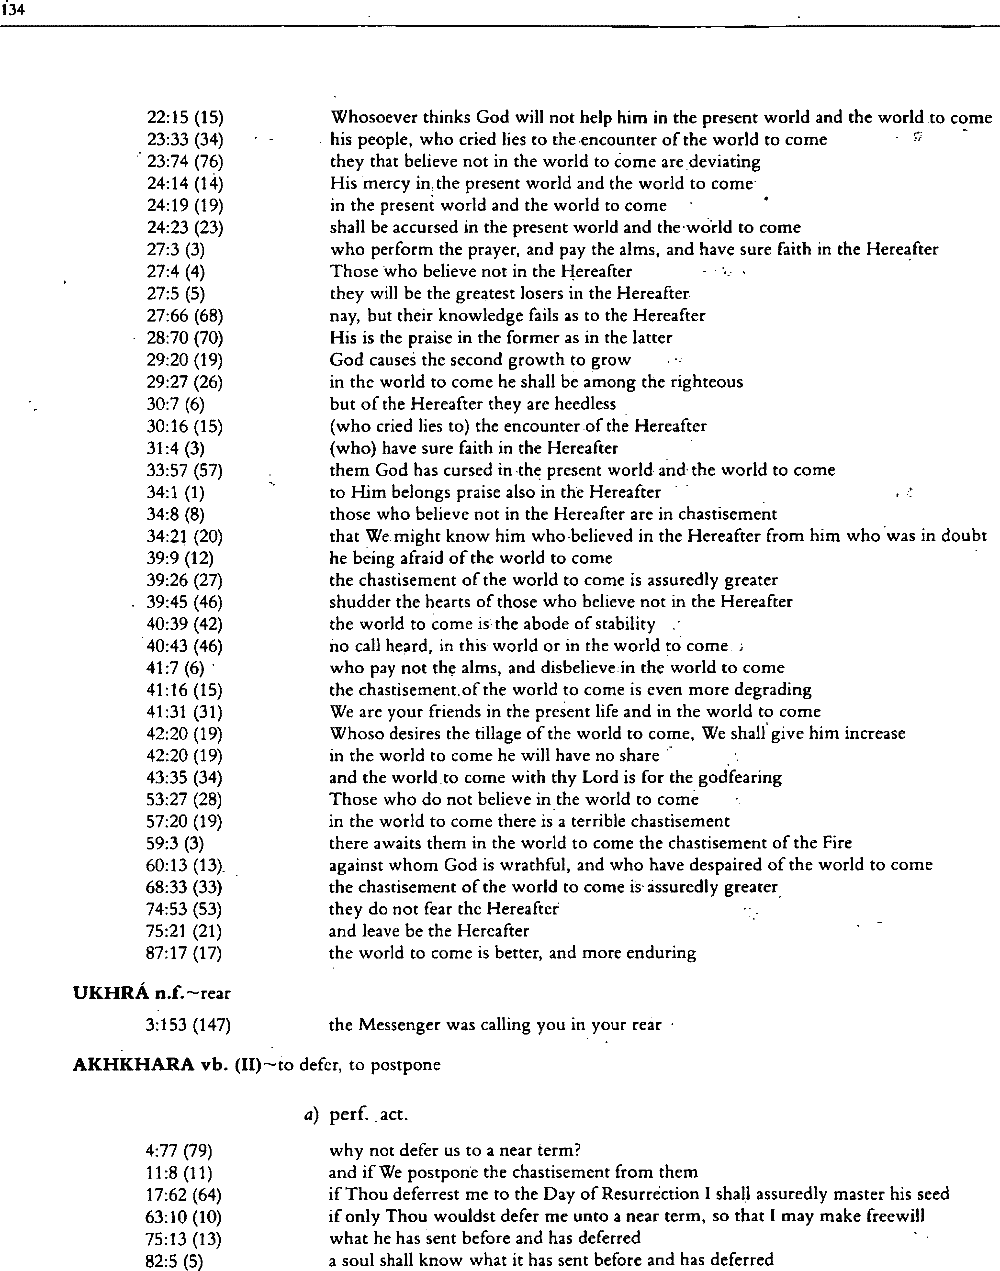 134
22:15 (15) Whosoever thinks God will not help him in the present world and the world to come
23:33 (34) his people, who cried lies to the encounter of the world to come
23:74 (76) they that believe not in the world to come are deviating
24:14 (14) His mercy in the present world and the world to come
24:19 (19) in the present world and the world to come
24:23 (23) shall be accursed in the present world and the world to come
27:3 (3) who perform the prayer, and pay the alms, and have sure faith in the Hereafter
27:4 (4) Those who believe not in the Hereafter
27:5 (5) they will be the greatest losers in the Hereafter
27:66 (68) nay, but their knowledge fails as to the Hereafter
28:70 (70) His is the praise in the former as in the latter
29:20 (19) God causes the second growth to grow
29:27 (26) in the world to come he shall be among the righteous
30:7 (6) but of the Hereafter they are heedless
30:16 (15) (who cried lies to) the encounter of the Hereafter
31:4 (3) (who) have sure faith in the Hereafter
33:57 (57) them God has cursed in the present world and the world to come
34:1 (1) to Him belongs praise also in the Hereafter
34:8 (8) those who believe not in the Hereafter are in chastisement
34:21 (20) that We might know him who believed in the Hereafter from him who was in doubt
39:9 (12) he being afraid of the world to come
39:26 (27) the chastisement of the world to come is assuredly greater
39:45 (46) shudder the hearts of those who believe not in the Hereafter
40:39 (42) the world to come is the abode of stability
40:43 (46) no call heard, in this world or in the world to come
41:7 (6) who pay not the alms, and disbelieve in the world to come
41:16 (15) the chastisement of the world to come is even more degrading
41:31 (31) We are your friends in the present life and in the world to come
42:20 (19) Whoso desires the tillage of the world to come, We shall give him increase
42:20 (19) in the world to come he will have no share
43:35 (34) and the world to come with thy Lord is for the godfearing
53:27 (28) Those who do not believe in the world to come
57:20 (19) in the world to come there is a terrible chastisement
59:3 (3) there awaits them in the world to come the chastisement of the Fire
60:13 (13) against whom God is wrathful, and who have despaired of the world to come
68:33 (33) the chastisement of the world to come is assuredly greater
74:53 (53) they do not fear the Hereafter
75:21 (21) and leave be the Hereafter
87:17 (17) the world to come is better, and more enduring
UKHRÁ n.f.~rear
3:153 (147) the Messenger was calling you in your rear
AKHKHARA vb. (II)~to defer, to postpone
a) perf. act.
4:77 (79) why not defer us to a near term?
11:8 (11) and if We postpone the chastisement from them
17:62 (64) if Thou deferrest me to the Day of Resurrection I shall assuredly master his seed
63:10 (10) if only Thou wouldst defer me unto a near term, so that I may make freewill
75:13 (13) what he has sent before and has deferred
82:5 (5) a soul shall know what it has sent before and has deferred